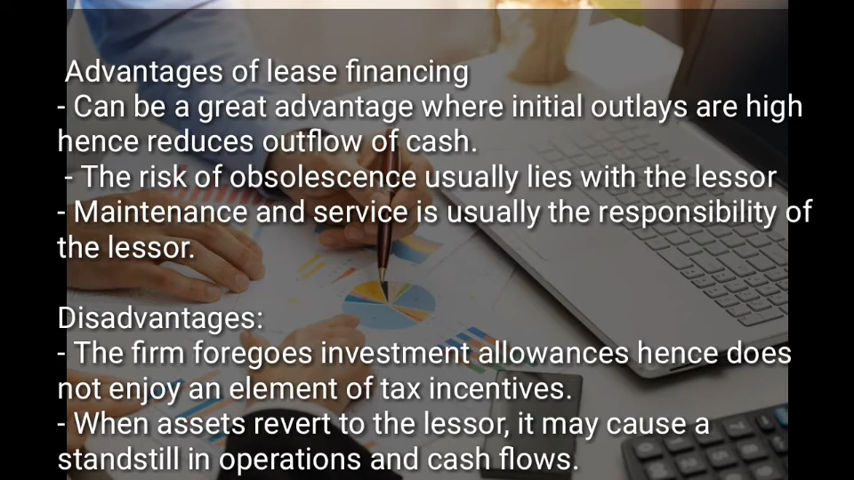 Advantages of lease financing
- Can be a great advantage where initial outlays are high
hence reduces outflow of cash.
- The risk of obsolescence usually lies with the lessor
- Maintenance and service is usually the responsibility of
the lessor.
Disadvantages:
- The firm foregoes investment allowances hence does
not enjoy an element of tax incentives.
- When assets revert to the lessor, it may cause a
standstill in operations and cash flows.